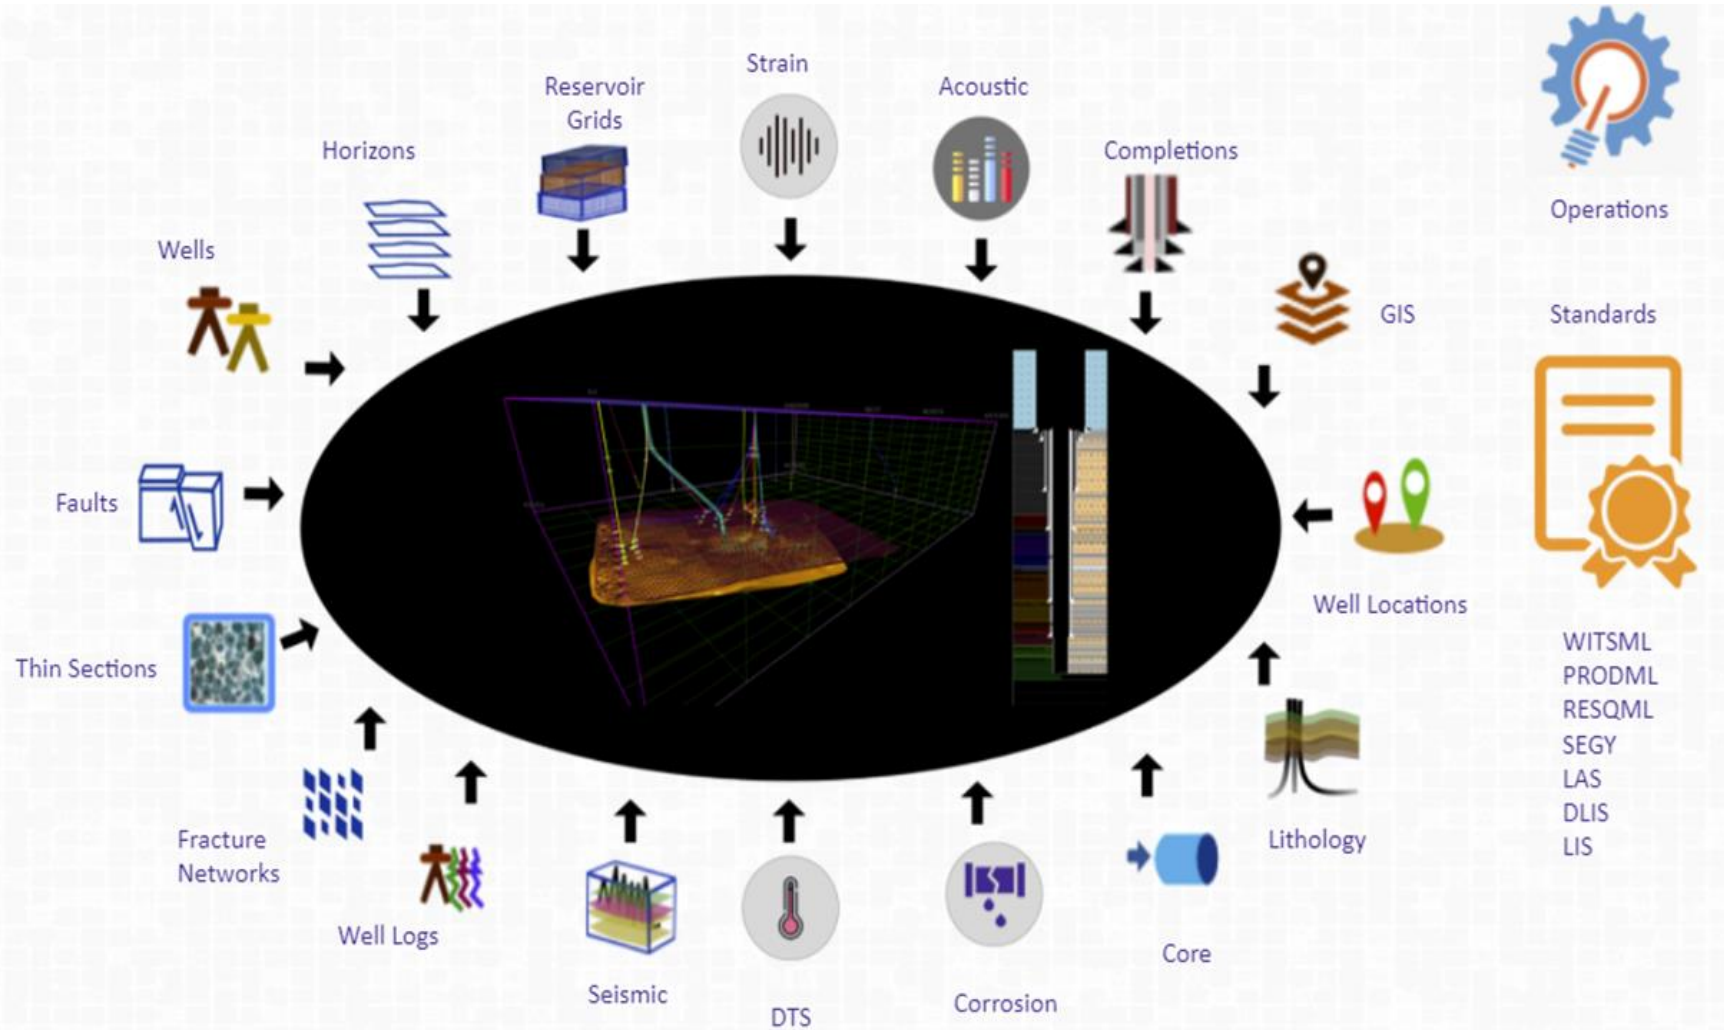 Strain
Reservoir
Grids
Acoustic
Horizons
Completions
Operations
Wells
GIS
Standards
Faults
Well Locations
Thin Sections
WITSML
PRODML
RESQML
SEGY
LAS
DLIS
LIS
Fracture
Networks
Lithology
Well Logs
Core
Seismic
Corrosion
DTS